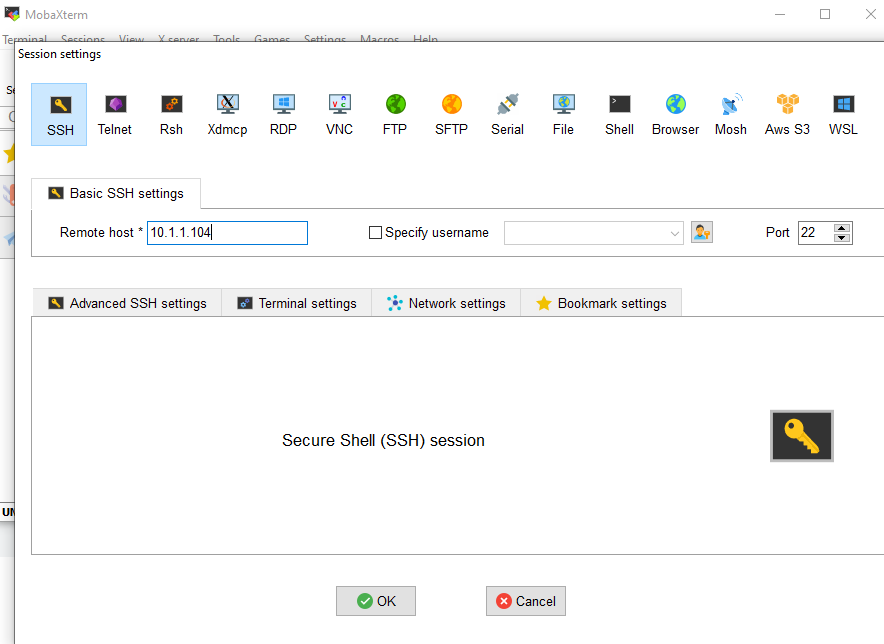 MobaXterm
Terminal Sessions View X server Tools Games Settings Macros Help
Session settings
SSH Telnet Rsh Xdmcp RDP VNC FTP SFTP Serial File Shell Browser Mosh Aws S3 WSL
Basic SSH settings
Remote host * 10.1.1.104 Specify username Port 22
Advanced SSH settings Terminal settings Network settings Bookmark settings
Secure Shell (SSH) session
OK Cancel